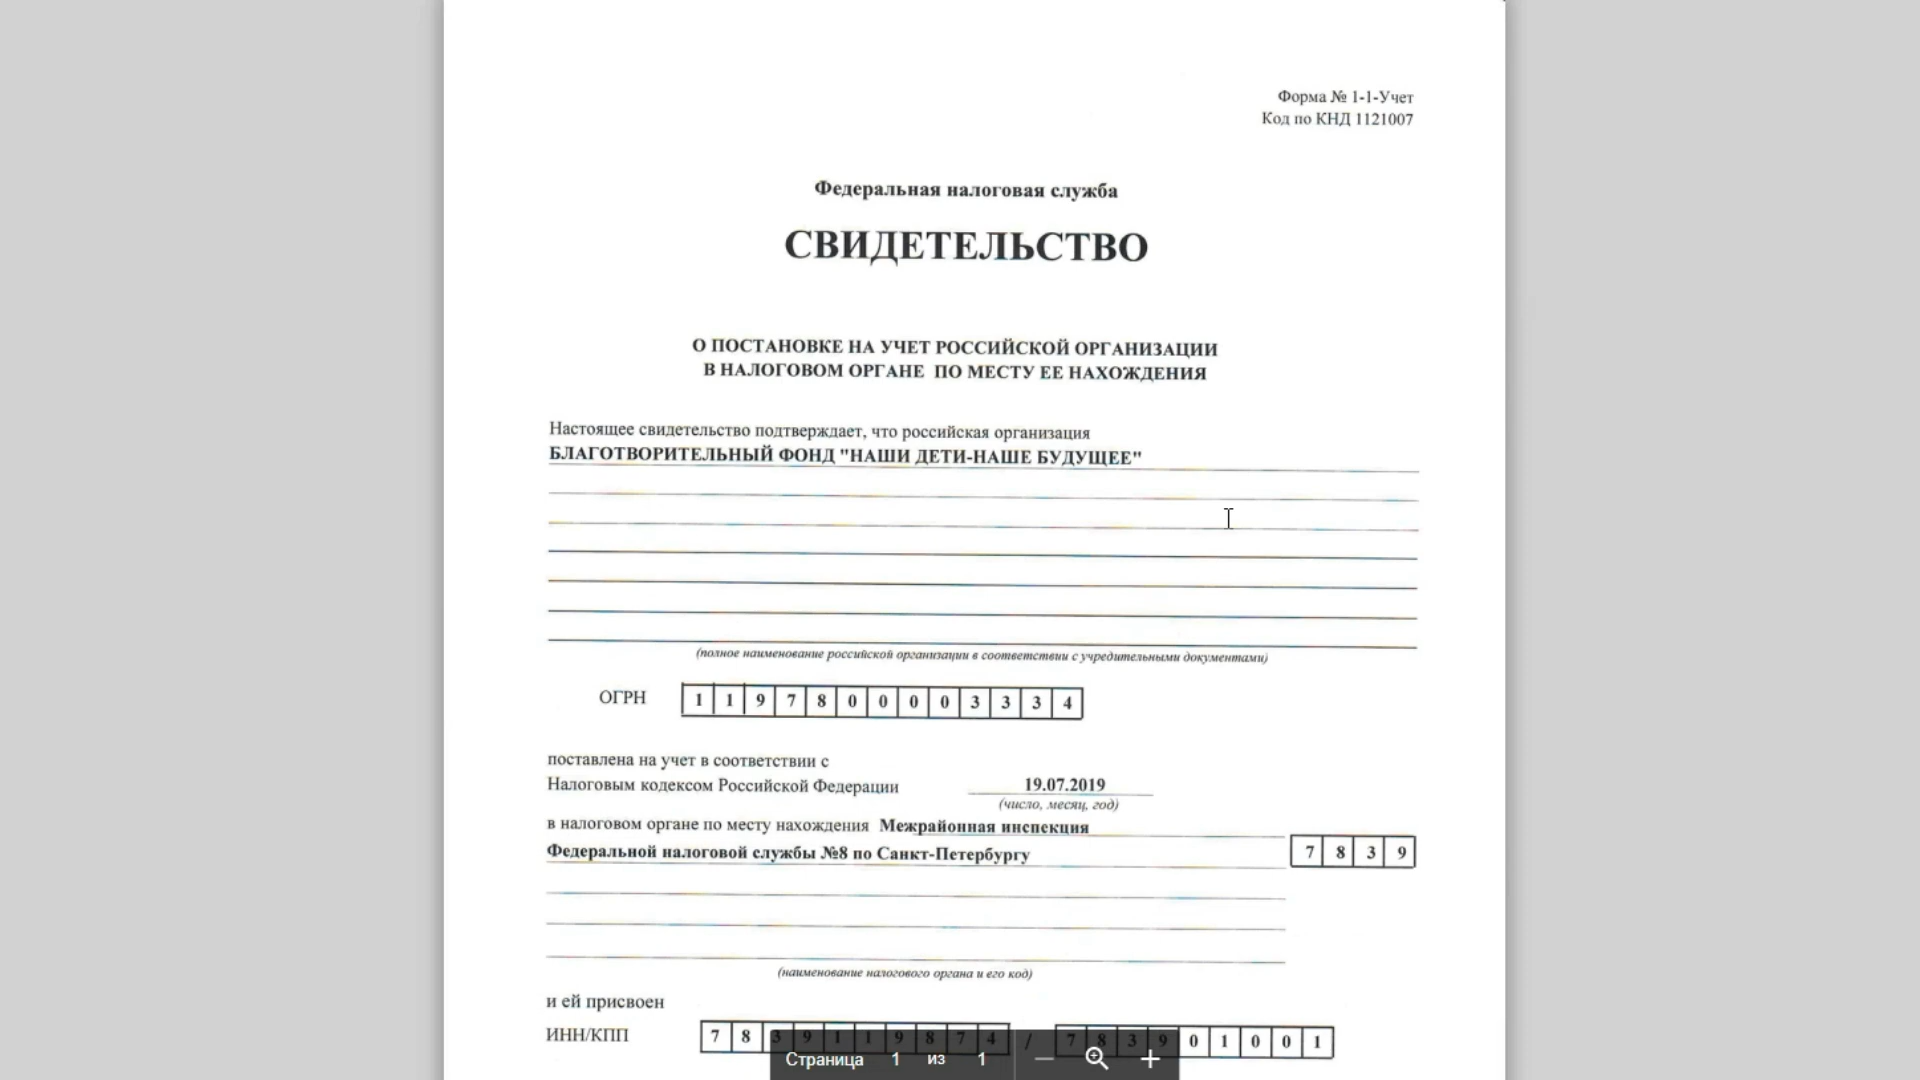 Форма № 1-1-Учет
Код по КНД 1121007
Федеральная налоговая служба
СВИДЕТЕЛЬСТВО
О ПОСТАНОВКЕ НА УЧЕТ РОССИЙСКОЙ ОРГАНИЗАЦИИ
В НАЛОГОВОМ ОРГАНЕ ПО МЕСТУ ЕЕ НАХОЖДЕНИЯ
Настоящее свидетельство подтверждает, что российская организация
БЛАГОТВОРИТЕЛЬНЫЙ ФОНД "НАШИ ДЕТИ-НАШЕ БУДУЩЕЕ"
(полное наименование российской организации в соответствии с учредительными документами)
ОГРН 1 1 9 7 8 0 0 0 0 3 3 3 4
поставлена на учет в соответствии с
Налоговым кодексом Российской Федерации 19.07.2019
(число, месяц, год)
в налоговом органе по месту нахождения Межрайонная инспекция
Федеральной налоговой службы №8 по Санкт-Петербургу 7 8 3 9
(наименование налогового органа и его код)
и ей присвоен
ИНН/КПП 7 8 3 9 1 1 9 8 7 4 / 7 8 3 9 0 1 0 0 1
Страница 1 из 1